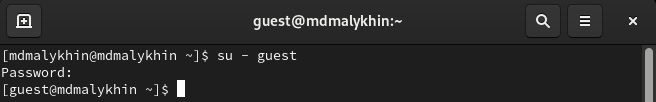 guest@mdmalykhin:~
[mdmalykhin@mdmalykhin ~]$ su - guest
Password:
[guest@mdmalykhin ~]$